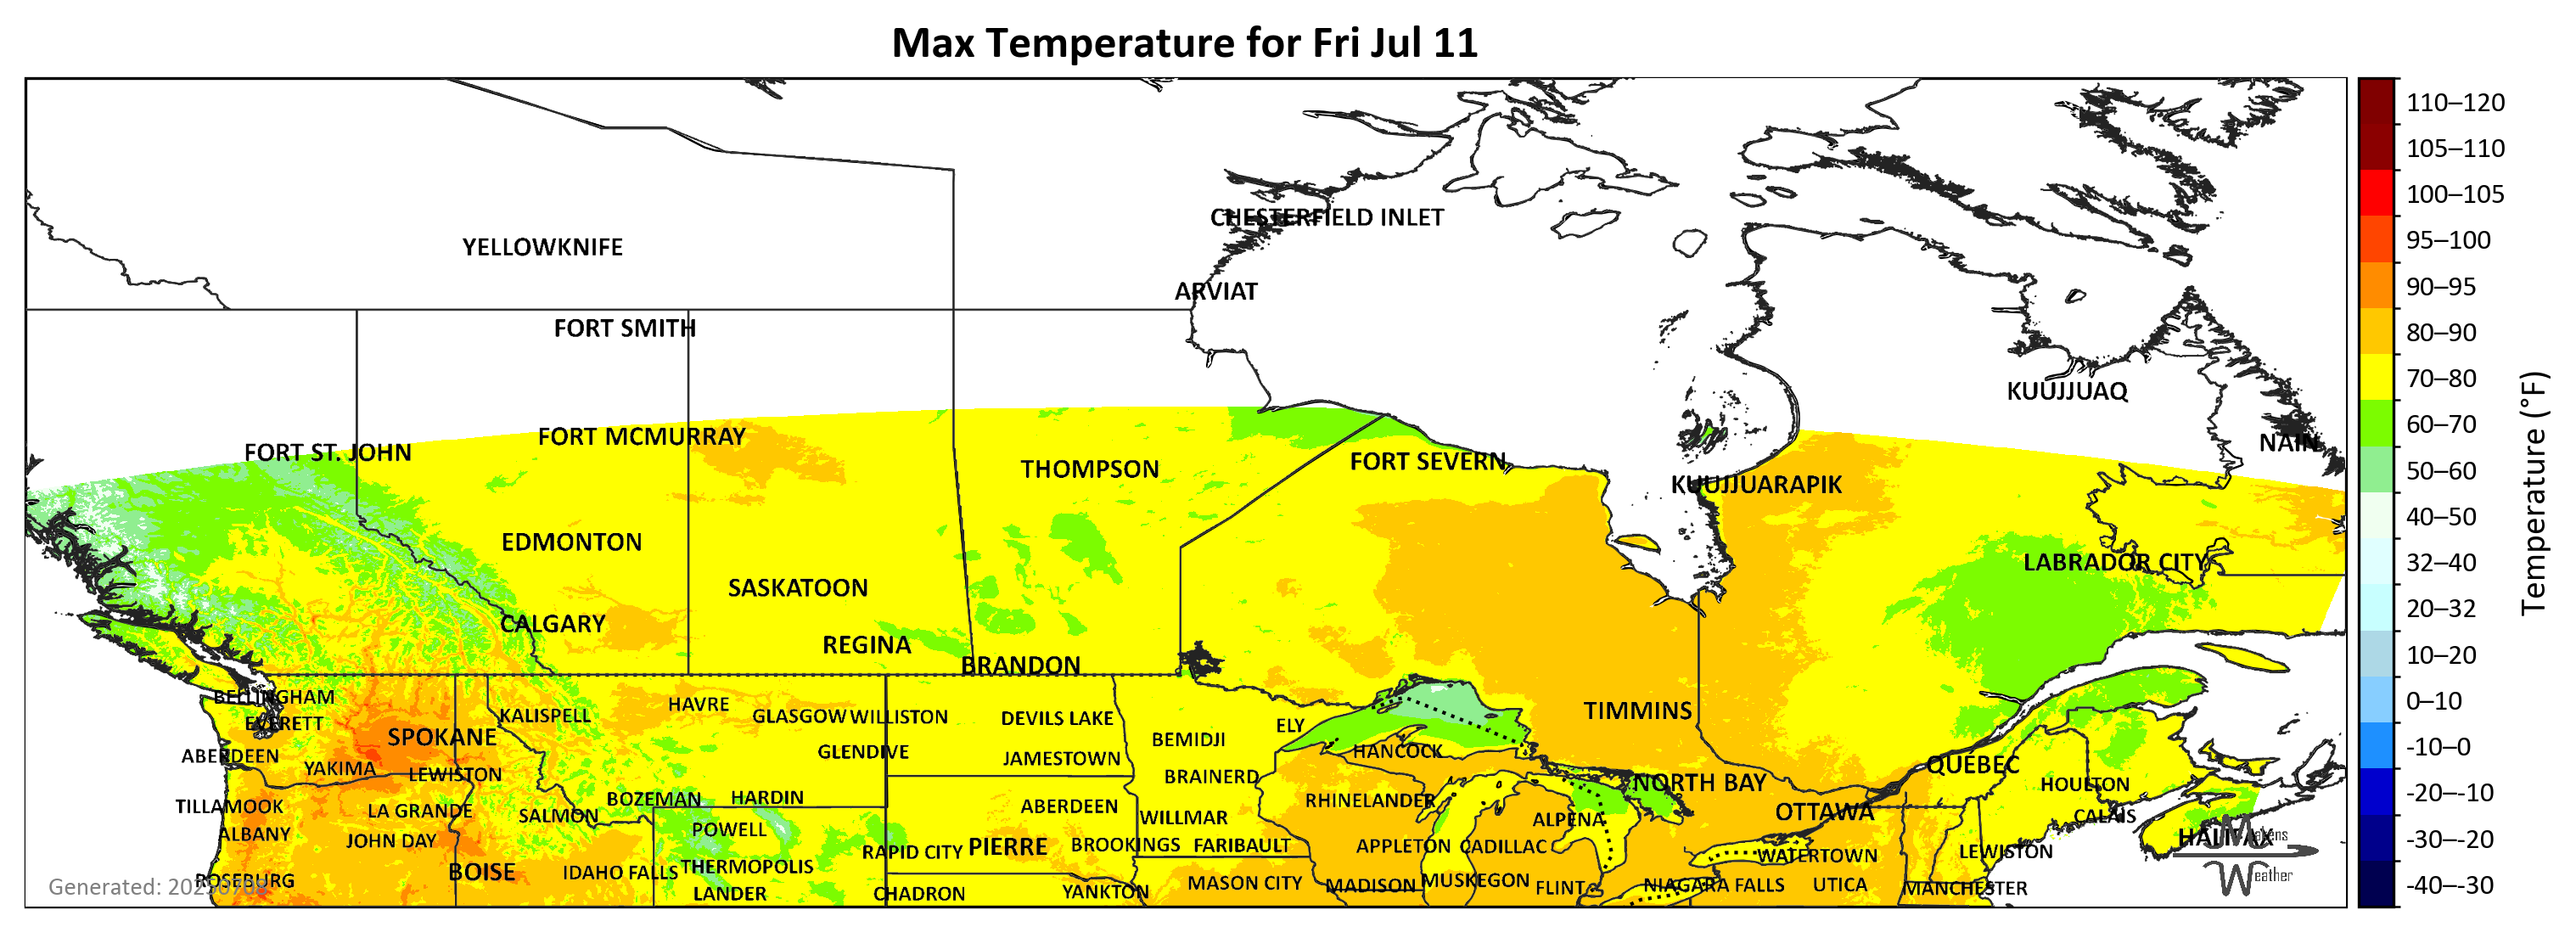 Max Temperature for Fri Jul 11
110–120
105–110
CHESTERFIELD INLET
100–105
YELLOWKNIFE
95–100
ARVIAT
90–95
FORT SMITH
80–90
KUUJJUAQ
70–80
FORT ST. JOHN
FORT MCMURRAY
THOMPSON
FORT SEVERN
NAIN
60–70
KUUJJUARAPIK
50–60
EDMONTON
LABRADOR CITY
40–50
SASKATOON
32–40
CALGARY
REGINA
20–32
BRANDON
10–20
Temperature (°F)
BELLINGHAM
EVERETT
KALISPELL
HAVRE
GLASGOW
WILLISTON
DEVILS LAKE
ELY
TIMMINS
0–10
ABERDEEN
SPOKANE
GLENDIVE
JAMESTOWN
BEMIDJI
HANCOCK
-10–0
YAKIMA
LEWISTON
BRAINERD
NORTH BAY
QUÉBEC
HOULTON
-20–-10
TILLAMOOK
LA GRANDE
SALMON
BOZEMAN
HARDIN
ABERDEEN
WILLMAR
RHINELANDER
ALPENA
OTTAWA
CALAIS
ALBANY
JOHN DAY
POWELL
RAPID CITY
PIERRE
BROOKINGS
FARIBAULT
APPLETON
CADILLAC
WATERTOWN
LEWISTON
HALIFAX
Makens
Weather
-30–-20
ROSEBURG
BOISE
IDAHO FALLS
THERMOPOLIS
LANDER
CHADRON
YANKTON
MASON CITY
MADISON
MUSKEGON
FLINT
NIAGARA FALLS
UTICA
MANCHESTER
-40–-30
Generated: 20250708